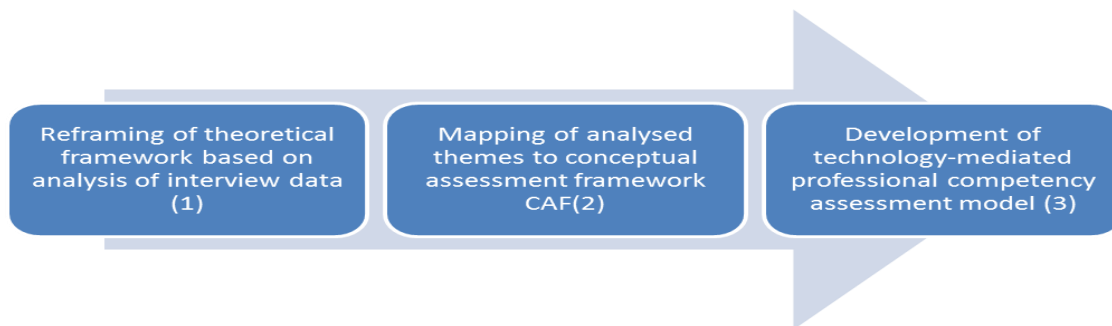 Reframing of theoretical
framework based on
analysis of interview data
(1)
Mapping of analysed
themes to conceptual
assessment framework
CAF(2)
Development of
technology-mediated
professional competency
assessment model (3)